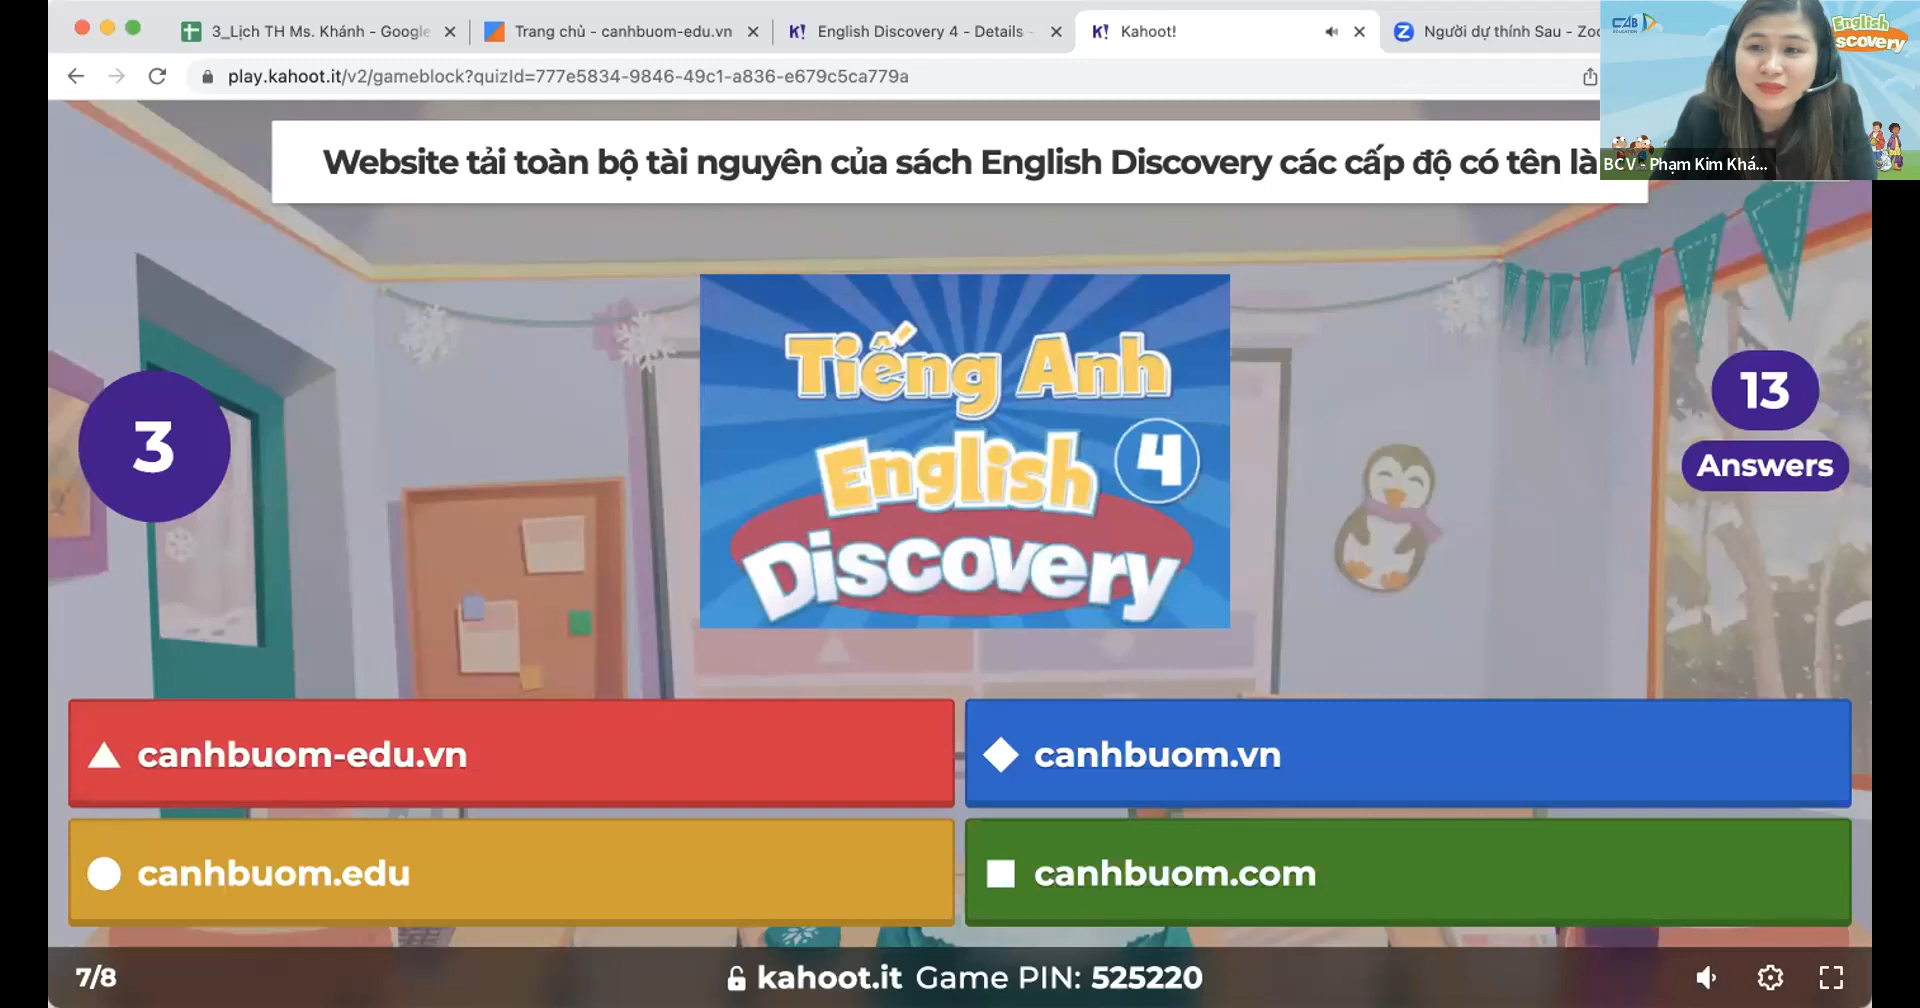 3_Lịch TH Ms. Khánh - Google
Trang chủ - canhbuom-edu.vn
English Discovery 4 - Details -
Kahoot!
Người dự thính Sau - Zoo
play.kahoot.it/v2/gameblock?quizId=777e5834-9846-49c1-a836-e679c5ca779a
English
scovery
EDUCATION
BCV - Phạm Kim Khá...
Website tải toàn bộ tài nguyên của sách English Discovery các cấp độ có tên là
Tiếng Anh
English 4
Discovery
3
13
Answers
canhbuom-edu.vn
canhbuom.vn
canhbuom.edu
canhbuom.com
7/8
kahoot.it Game PIN: 525220